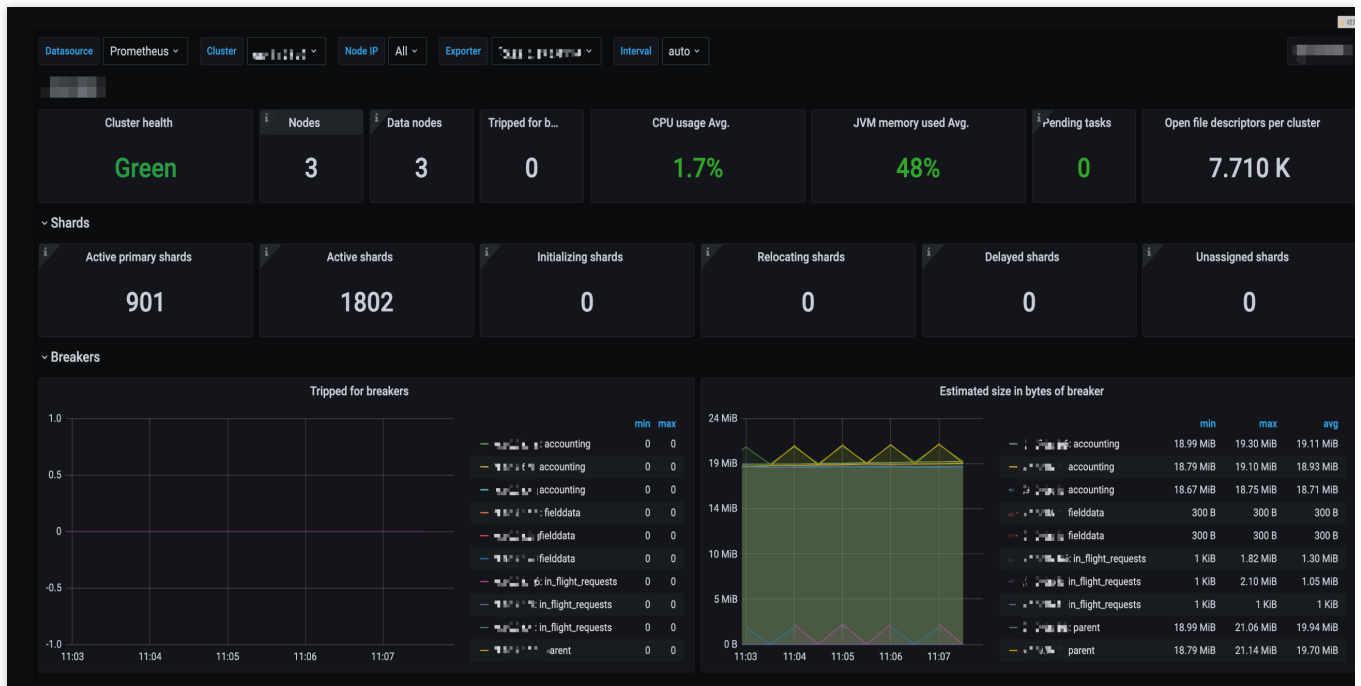 Datasource Prometheus Cluster Node IP All Exporter Interval auto
Cluster health
Green
Nodes
3
Data nodes
3
Tripped for b...
0
CPU usage Avg.
1.7%
JVM memory used Avg.
48%
Pending tasks
0
Open file descriptors per cluster
7.710 K
Shards
Active primary shards
901
Active shards
1802
Initializing shards
0
Relocating shards
0
Delayed shards
0
Unassigned shards
0
Breakers
Tripped for breakers
1.0
0.5
0
-0.5
-1.0
11:03 11:04 11:05 11:06 11:07
min max
: accounting 0 0
accounting 0 0
accounting 0 0
: fielddata 0 0
fielddata 0 0
fielddata 0 0
: in_flight_requests 0 0
: in_flight_requests 0 0
: in_flight_requests 0 0
arent 0 0
Estimated size in bytes of breaker
24 MiB
19 MiB
14 MiB
10 MiB
5 MiB
0 B
11:03 11:04 11:05 11:06 11:07
min max avg
: accounting 18.99 MiB 19.30 MiB 19.11 MiB
accounting 18.79 MiB 19.10 MiB 18.93 MiB
accounting 18.67 MiB 18.75 MiB 18.71 MiB
fielddata 300 B 300 B 300 B
fielddata 300 B 300 B 300 B
: in_flight_requests 1 KiB 1.82 MiB 1.30 MiB
in_flight_requests 1 KiB 2.10 MiB 1.05 MiB
in_flight_requests 1 KiB 1 KiB 1 KiB
: parent 18.99 MiB 21.06 MiB 19.94 MiB
parent 18.79 MiB 21.14 MiB 19.70 MiB